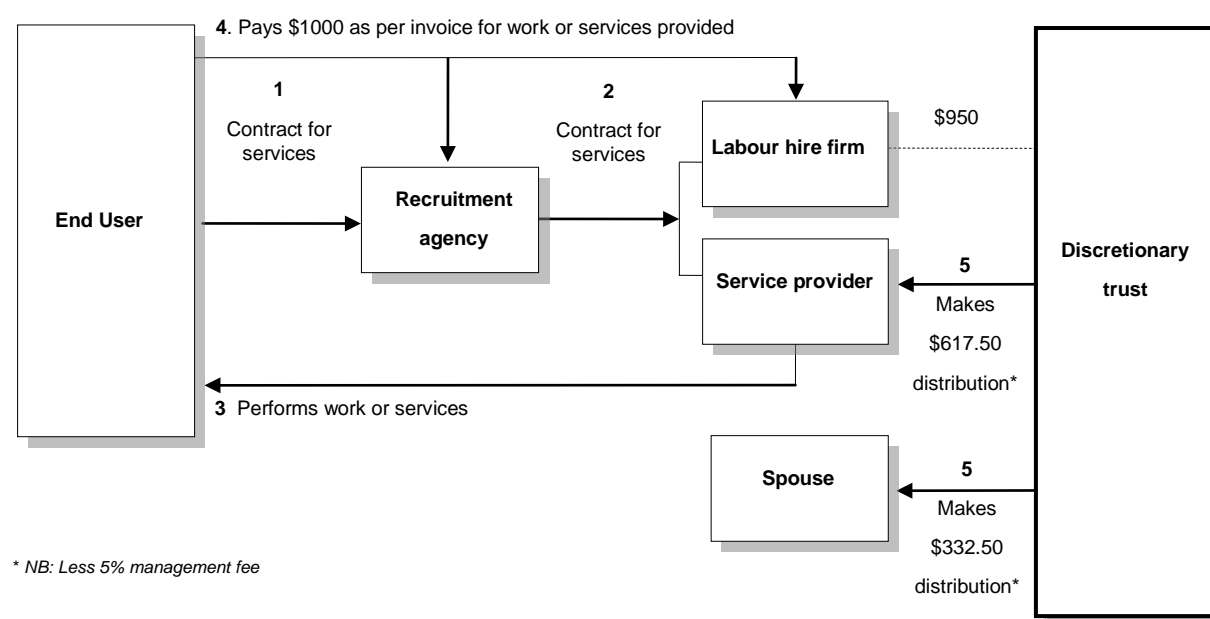 4. Pays $1000 as per invoice for work or services provided
1
Contract for
services
2
Contract for
services
Labour hire firm
$950
End User
Recruitment
agency
Service provider
Discretionary
trust
5
Makes
$617.50
distribution*
3 Performs work or services
Spouse
5
Makes
$332.50
distribution*
* NB: Less 5% management fee